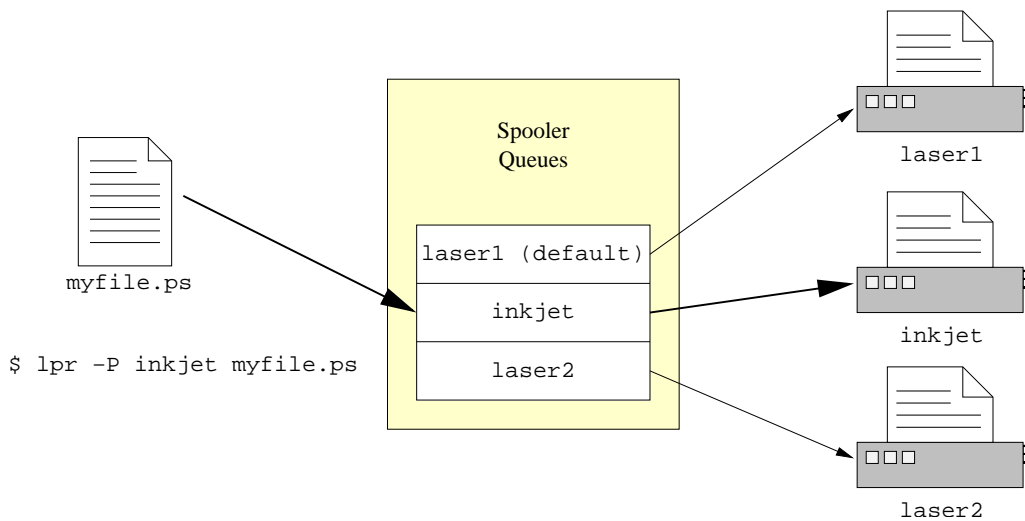 Spooler
Queues
myfile.ps
$ lpr –P inkjet myfile.ps
laser1 (default)
inkjet
laser2
laser1
inkjet
laser2